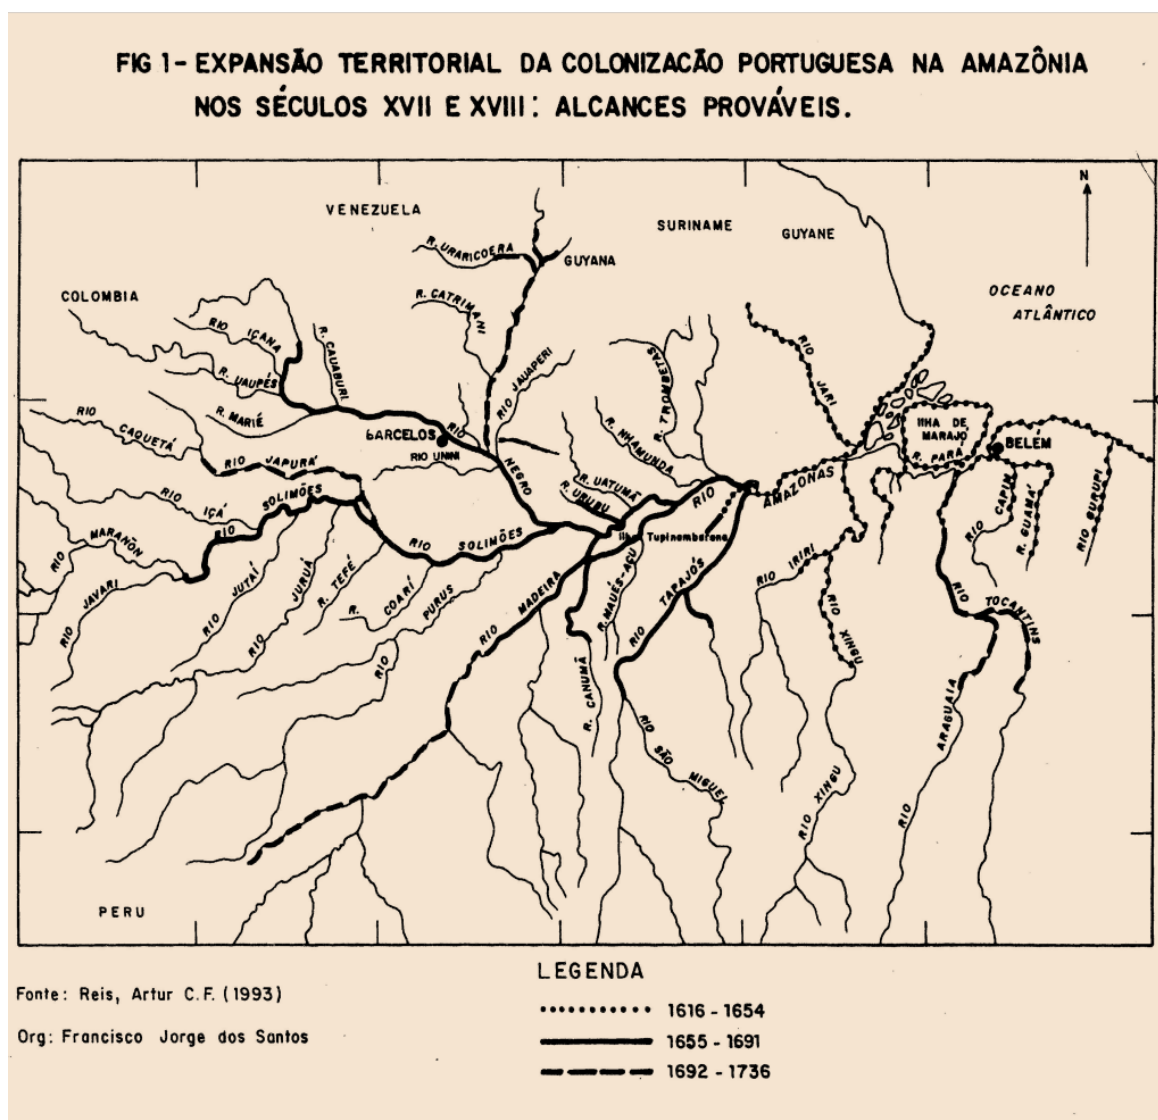 FIG 1- EXPANSÃO TERRITORIAL DA COLONIZACÃO PORTUGUESA NA AMAZÔNIA
NOS SÉCULOS XVII E XVIII: ALCANCES PROVÁVEIS.
N
VENEZUELA
SURINAME
GUYANE
R. URARICOERA
GUYANA
COLOMBIA
OCEANO
ATLÂNTICO
R. CATRIMANI
RIO IÇANA
R. CAUABURI
RIO JAUAPERI
R. TROMBETAS
RIO JARI
R. UAUPÉS
R. MARIÉ
RIO CAQUETÁ
BARCELOS
RIO NEGRO
RIO UNINI
R. NHAMUNDA
ILHA DE
MARAJÓ
R. PARÁ
BELÉM
RIO JAPURÁ
R. UATUMÃ
R. URUBU
RIO AMAZONAS
RIO CAPIM
R. GUAMÁ
RIO GURUPI
RIO IÇÁ
RIO SOLIMÕES
RIO SOLIMÕES
Ilha Tupinambarana
RIO MARAÑON
RIO JAVARI
RIO JUTAÍ
RIO JURUÁ
R. TEFÉ
R. COARÍ
RIO PURUS
RIO MADEIRA
R. MAUÉS-AÇU
RIO TAPAJÓS
RIO IRIRI
RIO XINGU
RIO TOCANTINS
R. CANUMÃ
RIO SÃO MIGUEL
RIO XINGU
RIO ARAGUAIA
PERU
LEGENDA
Fonte: Reis, Artur C.F. (1993)
1616 - 1654
Org: Francisco Jorge dos Santos
1655 - 1691
1692 - 1736